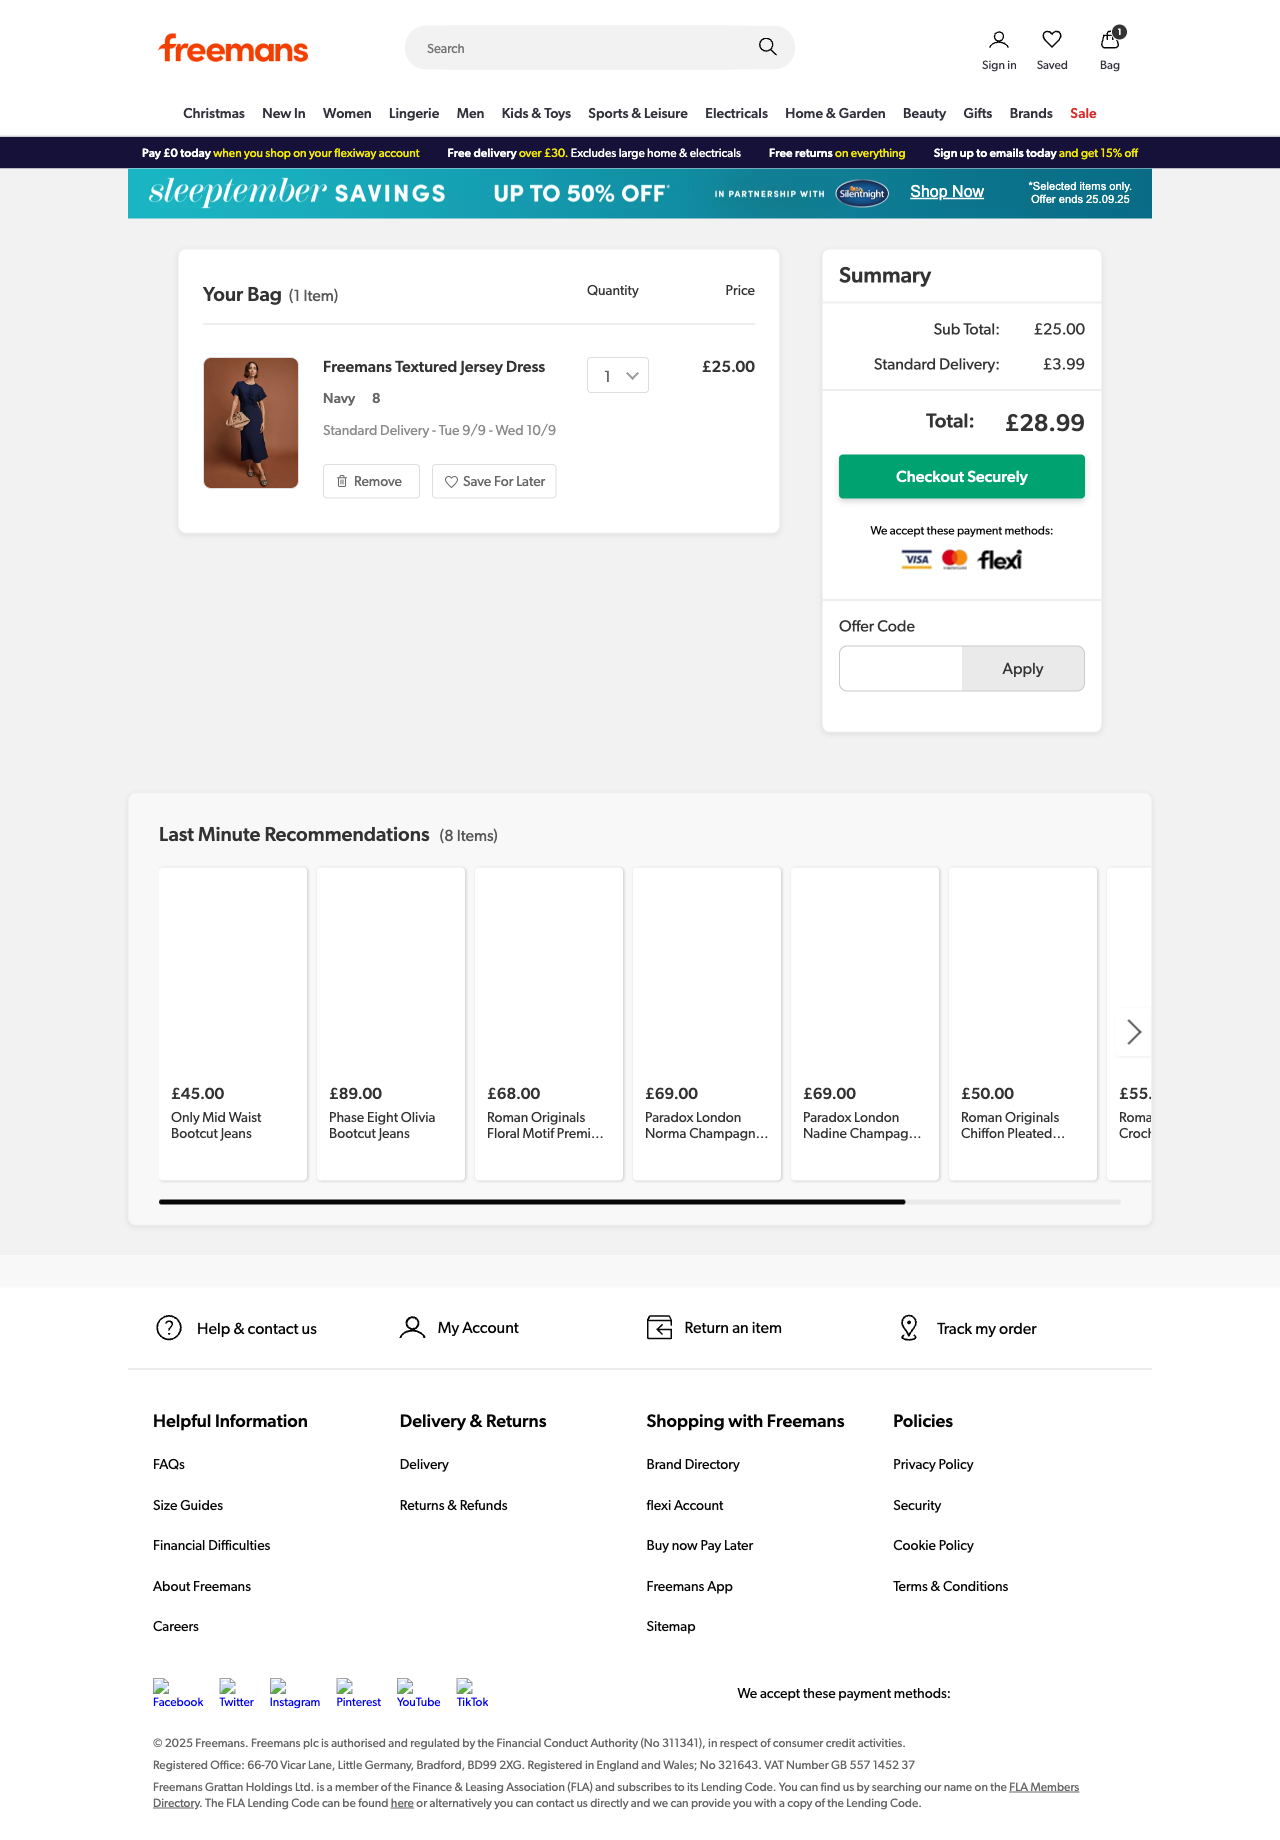 freemans
Search
Sign in
Saved
1
Bag
Christmas New In Women Lingerie Men Kids & Toys Sports & Leisure Electricals Home & Garden Beauty Gifts Brands Sale
Pay £0 today when you shop on your flexiway account Free delivery over £30. Excludes large home & electricals Free returns on everything Sign up to emails today and get 15% off
sleeptember SAVINGS UP TO 50% OFF* IN PARTNERSHIP WITH Silentnight Shop Now
*Selected items only.
Offer ends 25.09.25
Your Bag (1 Item)
Quantity
Price
Freemans Textured Jersey Dress
1
£25.00
Navy 8
Standard Delivery - Tue 9/9 - Wed 10/9
Remove
Save For Later
Summary
Sub Total: £25.00
Standard Delivery: £3.99
Total: £28.99
Checkout Securely
We accept these payment methods:
VISA flexi
Offer Code
Apply
Last Minute Recommendations (8 Items)
£45.00
Only Mid Waist
Bootcut Jeans
£89.00
Phase Eight Olivia
Bootcut Jeans
£68.00
Roman Originals
Floral Motif Premi...
£69.00
Paradox London
Norma Champagn...
£69.00
Paradox London
Nadine Champag...
£50.00
Roman Originals
Chiffon Pleated...
£55.
Roma
Croch
Help & contact us
My Account
Return an item
Track my order
Helpful Information
FAQs
Size Guides
Financial Difficulties
About Freemans
Careers
Delivery & Returns
Delivery
Returns & Refunds
Shopping with Freemans
Brand Directory
flexi Account
Buy now Pay Later
Freemans App
Sitemap
Policies
Privacy Policy
Security
Cookie Policy
Terms & Conditions
Facebook Twitter Instagram Pinterest YouTube TikTok
We accept these payment methods:
© 2025 Freemans. Freemans plc is authorised and regulated by the Financial Conduct Authority (No 311341), in respect of consumer credit activities.
Registered Office: 66-70 Vicar Lane, Little Germany, Bradford, BD99 2XG. Registered in England and Wales; No 321643. VAT Number GB 557 1452 37
Freemans Grattan Holdings Ltd. is a member of the Finance & Leasing Association (FLA) and subscribes to its Lending Code. You can find us by searching our name on the FLA Members
Directory. The FLA Lending Code can be found here or alternatively you can contact us directly and we can provide you with a copy of the Lending Code.